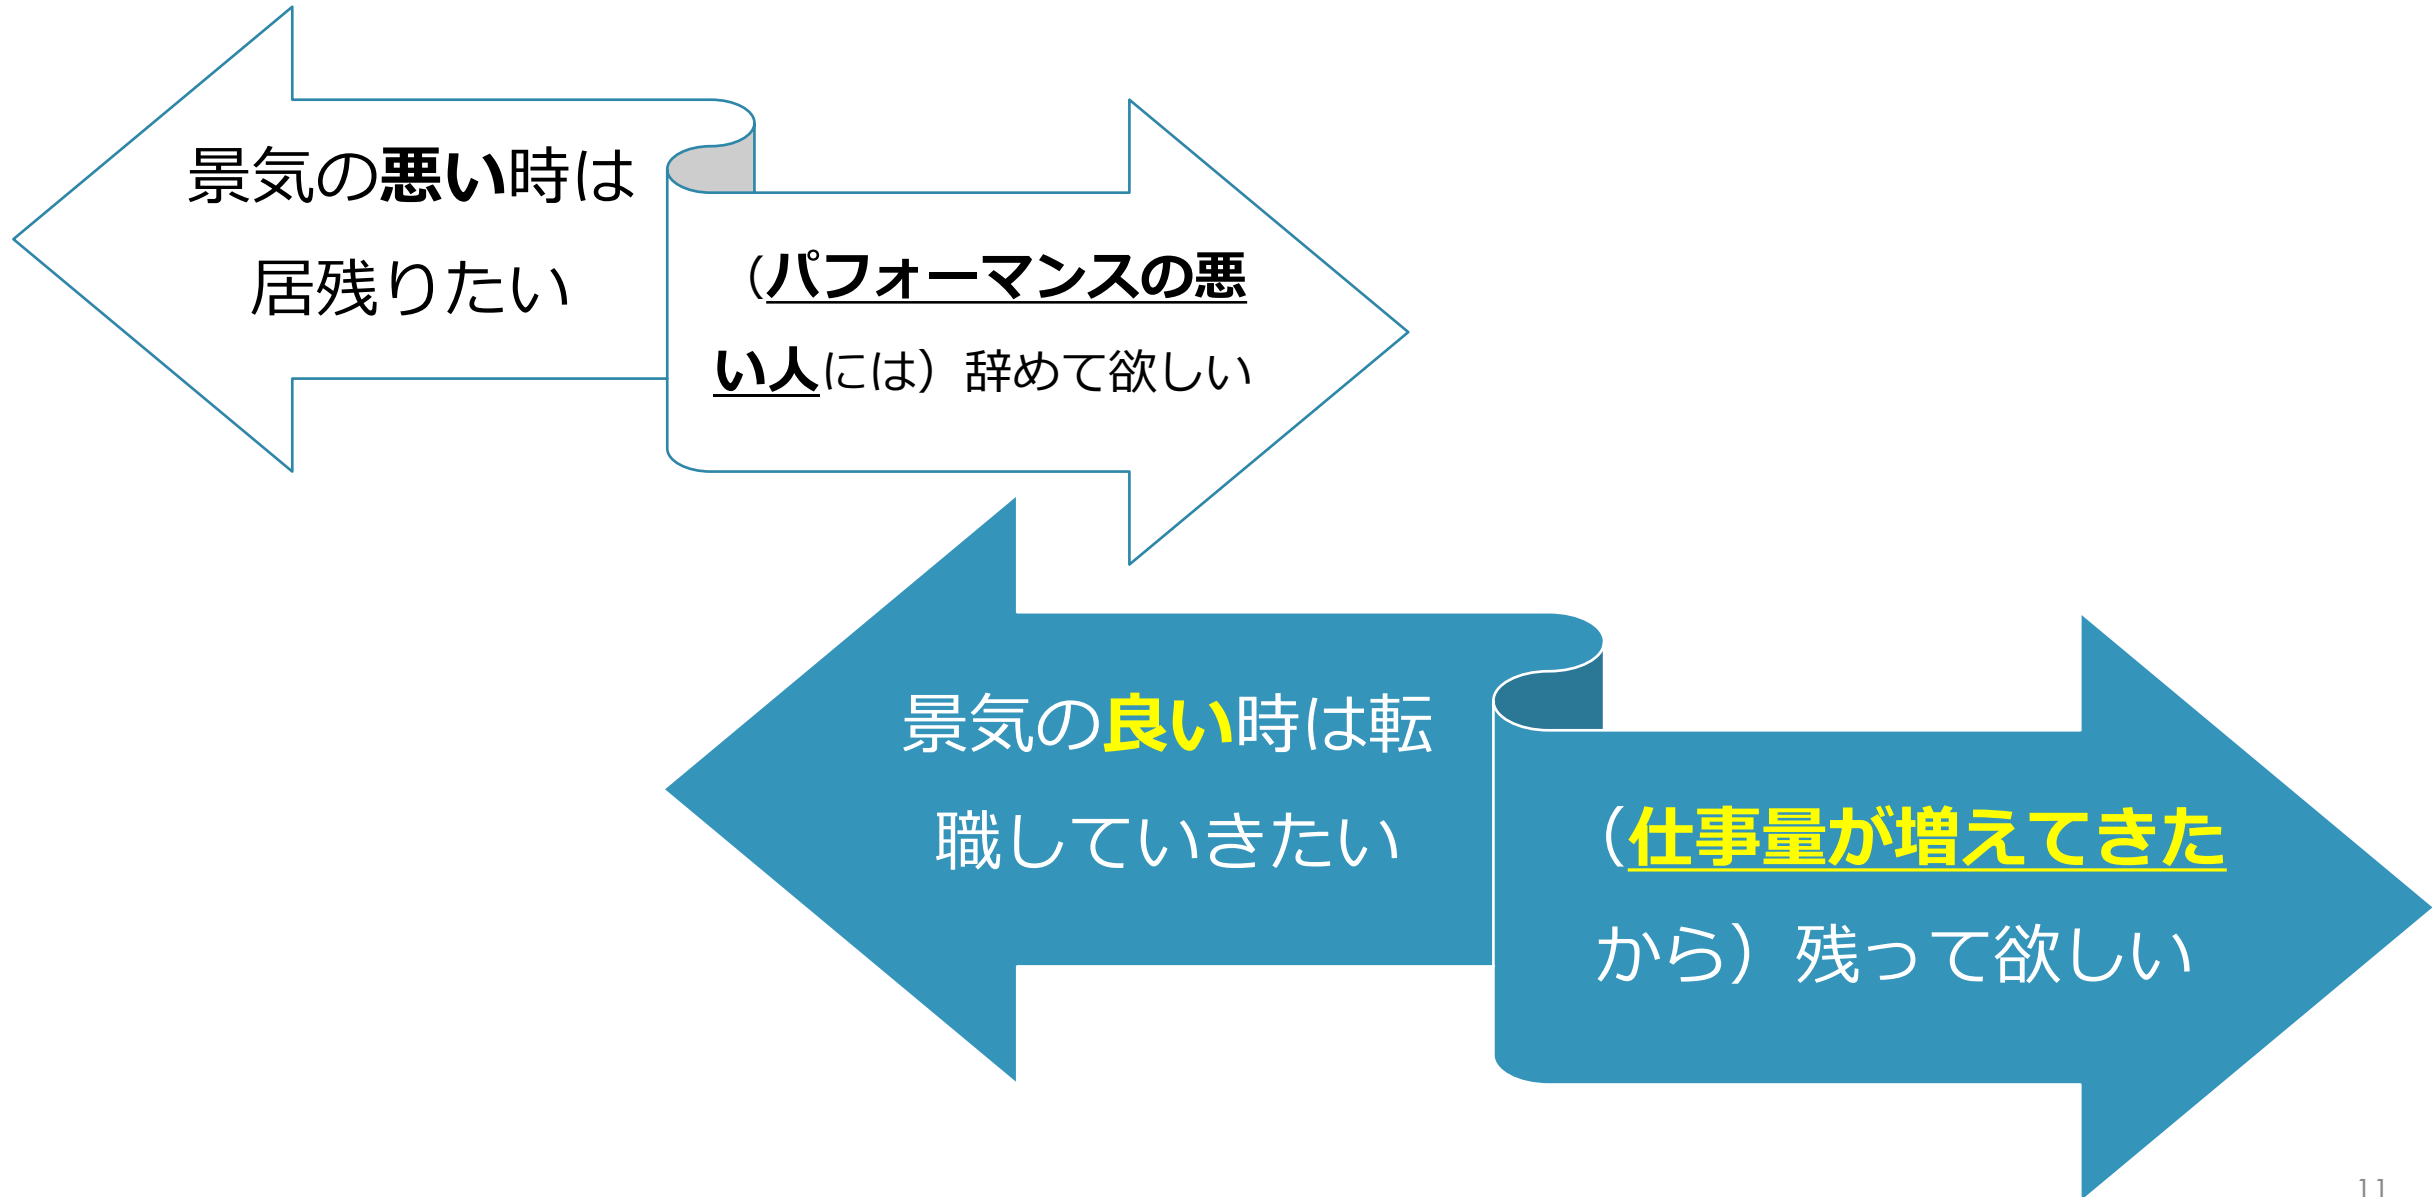 景気の悪い時は
居残りたい
（パフォーマンスの悪
い人には）辞めて欲しい
景気の良い時は転
職していきたい
（仕事量が増えてきた
から）残って欲しい
11